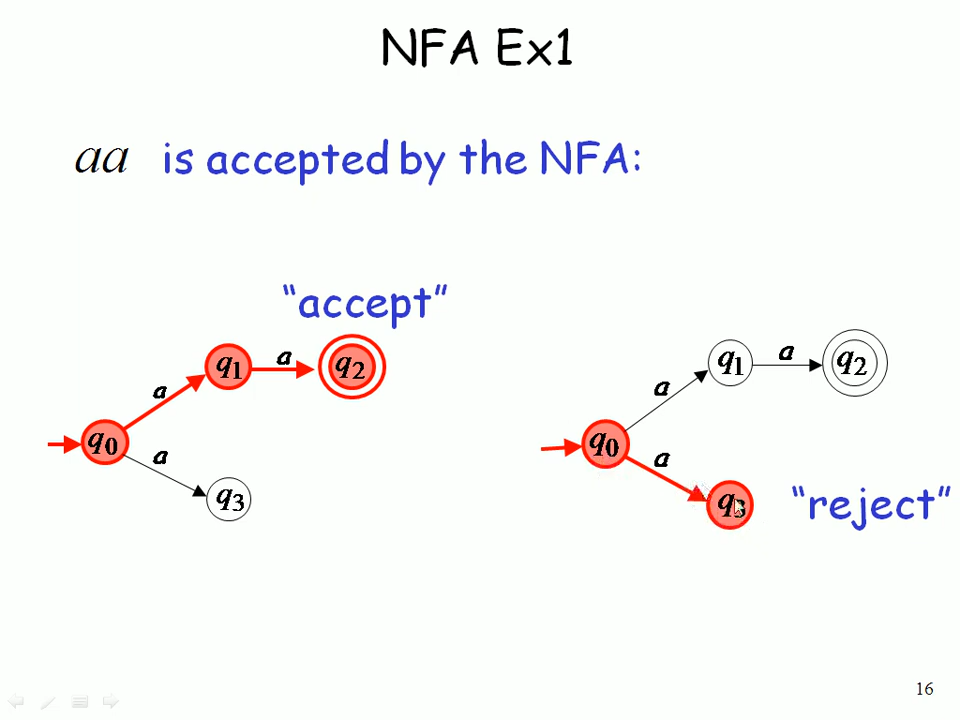 NFA Ex1
aa is accepted by the NFA:
“accept”
q1 a q2
a
q0
a
q3
q1 a q2
a
q0
a
q3
“reject”
16